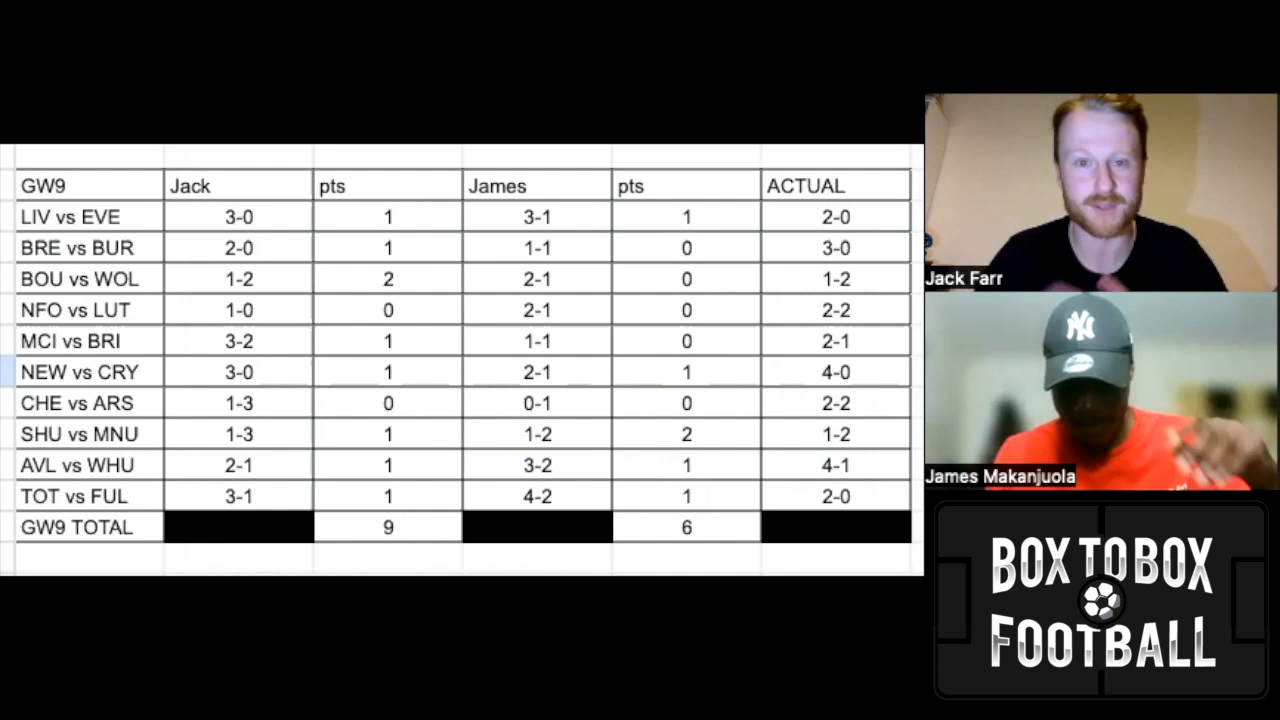 GW9 Jack pts James pts ACTUAL
LIV vs EVE 3-0 1 3-1 1 2-0
BRE vs BUR 2-0 1 1-1 0 3-0
BOU vs WOL 1-2 2 2-1 0 1-2
NFO vs LUT 1-0 0 2-1 0 2-2
MCI vs BRI 3-2 1 1-1 0 2-1
NEW vs CRY 3-0 1 2-1 1 4-0
CHE vs ARS 1-3 0 0-1 0 2-2
SHU vs MNU 1-3 1 1-2 2 1-2
AVL vs WHU 2-1 1 3-2 1 4-1
TOT vs FUL 3-1 1 4-2 1 2-0
GW9 TOTAL 9 6
Jack Farr
NY
James Makanjuola
BOX TO BOX
FOOTBALL